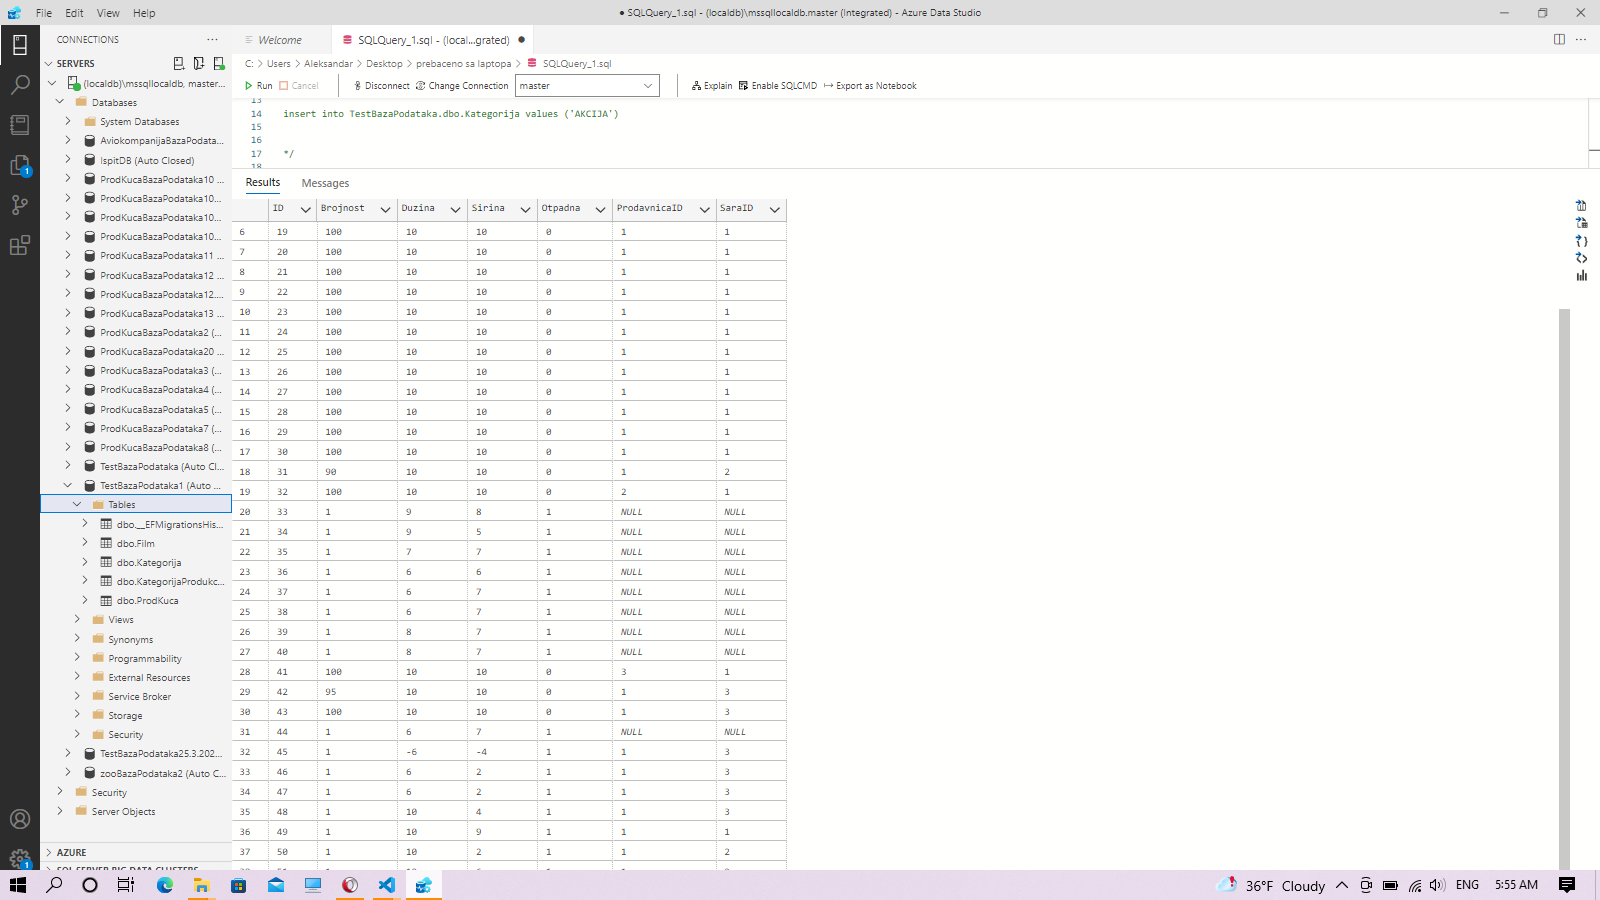 File Edit View Help
● SQLQuery_1.sql - (localdb)\mssqllocaldb.master (Integrated) - Azure Data Studio
CONNECTIONS ...
SERVERS
(localdb)\mssqllocaldb, master...
Databases
System Databases
AviokompanijaBazaPodata...
IspitDB (Auto Closed)
ProdKucaBazaPodataka10 ...
ProdKucaBazaPodataka10...
ProdKucaBazaPodataka10...
ProdKucaBazaPodataka10...
ProdKucaBazaPodataka11 ...
ProdKucaBazaPodataka12 ...
ProdKucaBazaPodataka12....
ProdKucaBazaPodataka13 ...
ProdKucaBazaPodataka2 (...
ProdKucaBazaPodataka20 ...
ProdKucaBazaPodataka3 (...
ProdKucaBazaPodataka4 (...
ProdKucaBazaPodataka5 (...
ProdKucaBazaPodataka7 (...
ProdKucaBazaPodataka8 (...
TestBazaPodataka (Auto Cl...
TestBazaPodataka1 (Auto ...
Tables
dbo.__EFMigrationsHis...
dbo.Film
dbo.Kategorija
dbo.KategorijaProdukc...
dbo.ProdKuca
Views
Synonyms
Programmability
External Resources
Service Broker
Storage
Security
TestBazaPodataka25.3.202...
zooBazaPodataka2 (Auto C...
Security
Server Objects
AZURE
SQL SERVER BIG DATA CLUSTERS
Welcome SQLQuery_1.sql - (local...grated) ●
C: > Users > Aleksandar > Desktop > prebaceno sa laptopa > SQLQuery_1.sql
Run Cancel Disconnect Change Connection master Explain Enable SQLCMD Export as Notebook
13
14 insert into TestBazaPodataka.dbo.Kategorija values ('AKCIJA')
15
16
17 */
18
Results Messages
ID Brojnost Duzina Sirina Otpadna ProdavnicaID SaraID
6 19 100 10 10 0 1 1
7 20 100 10 10 0 1 1
8 21 100 10 10 0 1 1
9 22 100 10 10 0 1 1
10 23 100 10 10 0 1 1
11 24 100 10 10 0 1 1
12 25 100 10 10 0 1 1
13 26 100 10 10 0 1 1
14 27 100 10 10 0 1 1
15 28 100 10 10 0 1 1
16 29 100 10 10 0 1 1
17 30 100 10 10 0 1 1
18 31 90 10 10 0 1 2
19 32 100 10 10 0 2 1
20 33 1 9 8 1 NULL NULL
21 34 1 9 5 1 NULL NULL
22 35 1 7 7 1 NULL NULL
23 36 1 6 6 1 NULL NULL
24 37 1 6 7 1 NULL NULL
25 38 1 6 7 1 NULL NULL
26 39 1 8 7 1 NULL NULL
27 40 1 8 7 1 NULL NULL
28 41 100 10 10 0 3 1
29 42 95 10 10 0 1 3
30 43 100 10 10 0 1 3
31 44 1 6 7 1 NULL NULL
32 45 1 -6 -4 1 1 3
33 46 1 6 2 1 1 3
34 47 1 6 2 1 1 3
35 48 1 10 4 1 1 3
36 49 1 10 9 1 1 1
37 50 1 10 2 1 1 2
36°F Cloudy ENG 5:55 AM